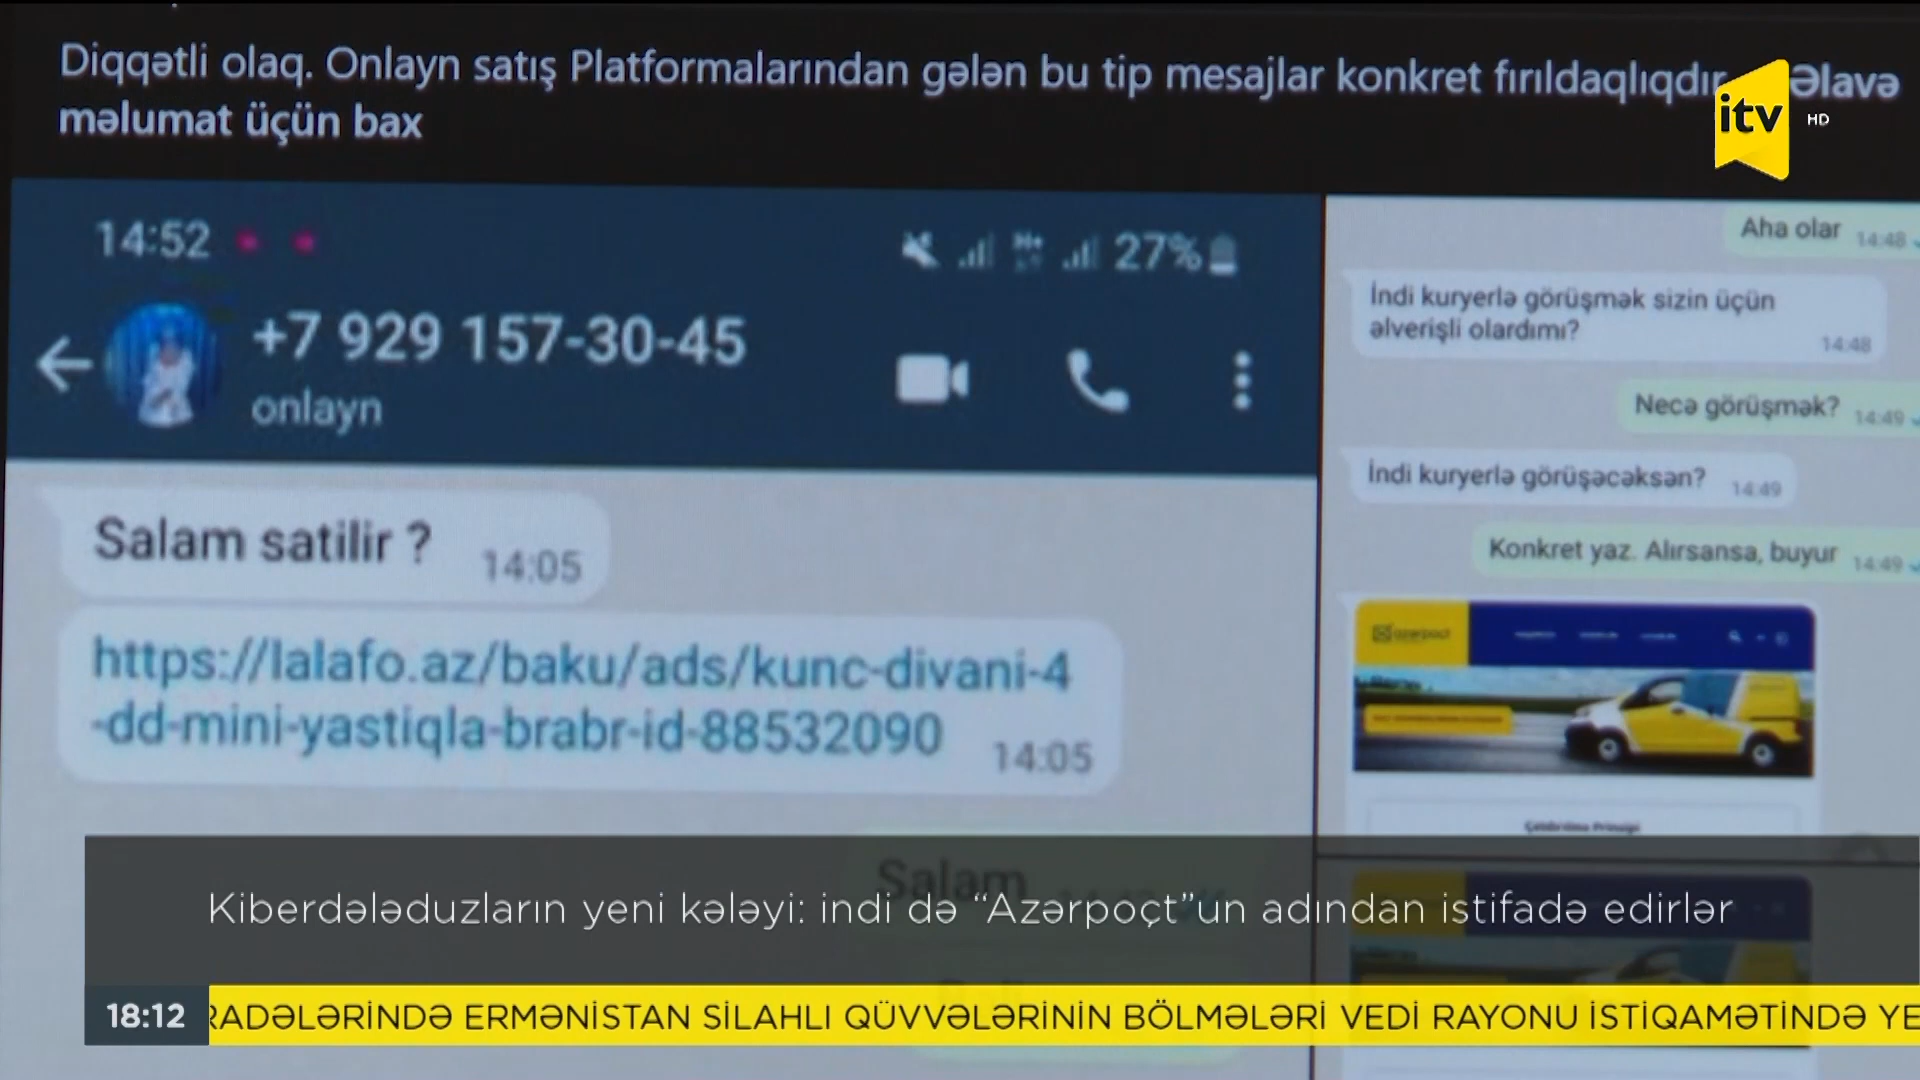 Diqqətli olaq. Onlayn satış Platformalarından gələn bu tip mesajlar konkret fırıldaqlıqdır Əlavə
məlumat üçün bax
itv HD
14:52
27%
+7 929 157-30-45
onlayn
Salam satilir ?
14:05
https://lalafo.az/baku/ads/kunc-divani-4
-dd-mini-yastiqla-brabr-id-88532090
14:05
Salam
Aha olar 14:48
İndi kuryerlə görüşmək sizin üçün
əlverişli olardımı?
14:48
Necə görüşmək? 14:49
İndi kuryerlə görüşəcəksən? 14:49
Konkret yaz. Alırsansa, buyur 14:49
azərpoçt
Kiberdələduzların yeni kələyi: indi də “Azərpoçt”un adından istifadə edirlər
18:12
RADƏLƏRİNDƏ ERMƏNİSTAN SİLAHLI QÜVVƏLƏRİNİN BÖLMƏLƏRİ VEDİ RAYONU İSTİQAMƏTİNDƏ YE